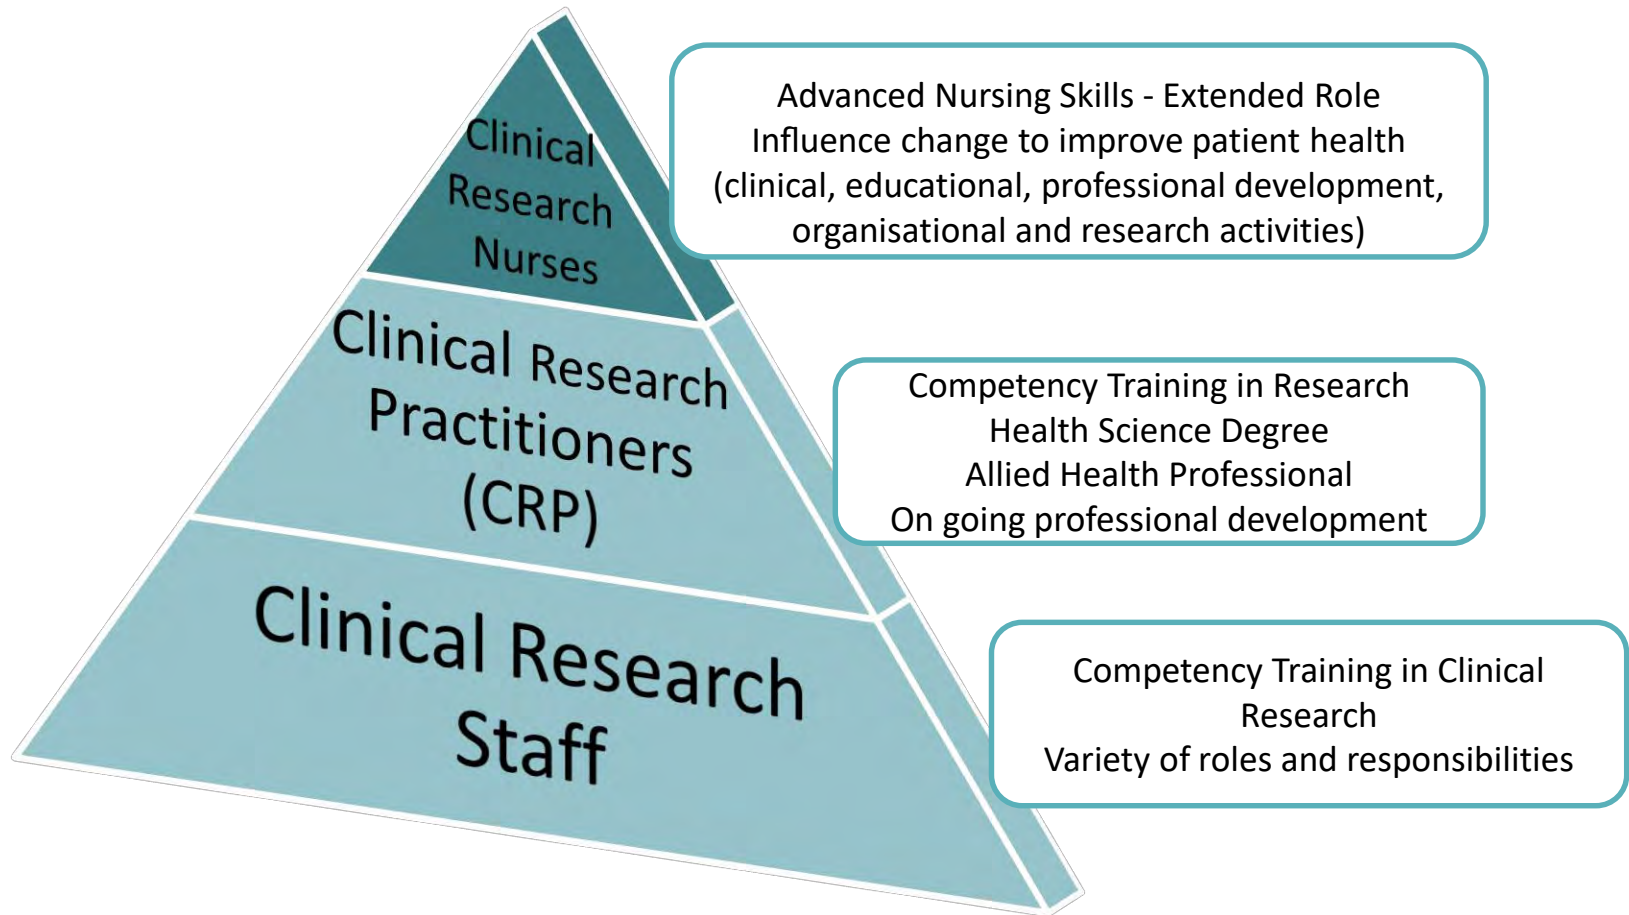 Clinical
Research
Nurses
Advanced Nursing Skills - Extended Role
Influence change to improve patient health
(clinical, educational, professional development,
organisational and research activities)
Clinical Research
Practitioners
(CRP)
Competency Training in Research
Health Science Degree
Allied Health Professional
On going professional development
Clinical Research
Staff
Competency Training in Clinical
Research
Variety of roles and responsibilities